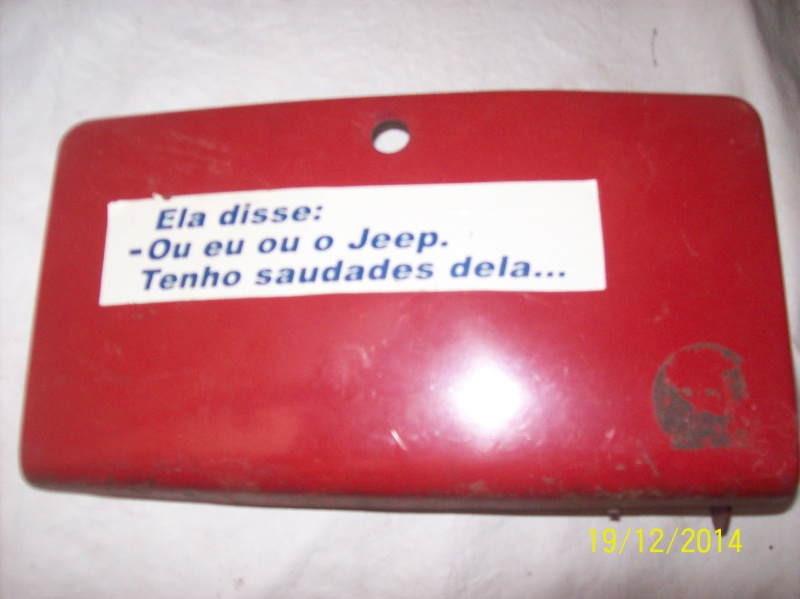 Ela disse:
-Ou eu ou o Jeep.
Tenho saudades dela...
19/12/2014